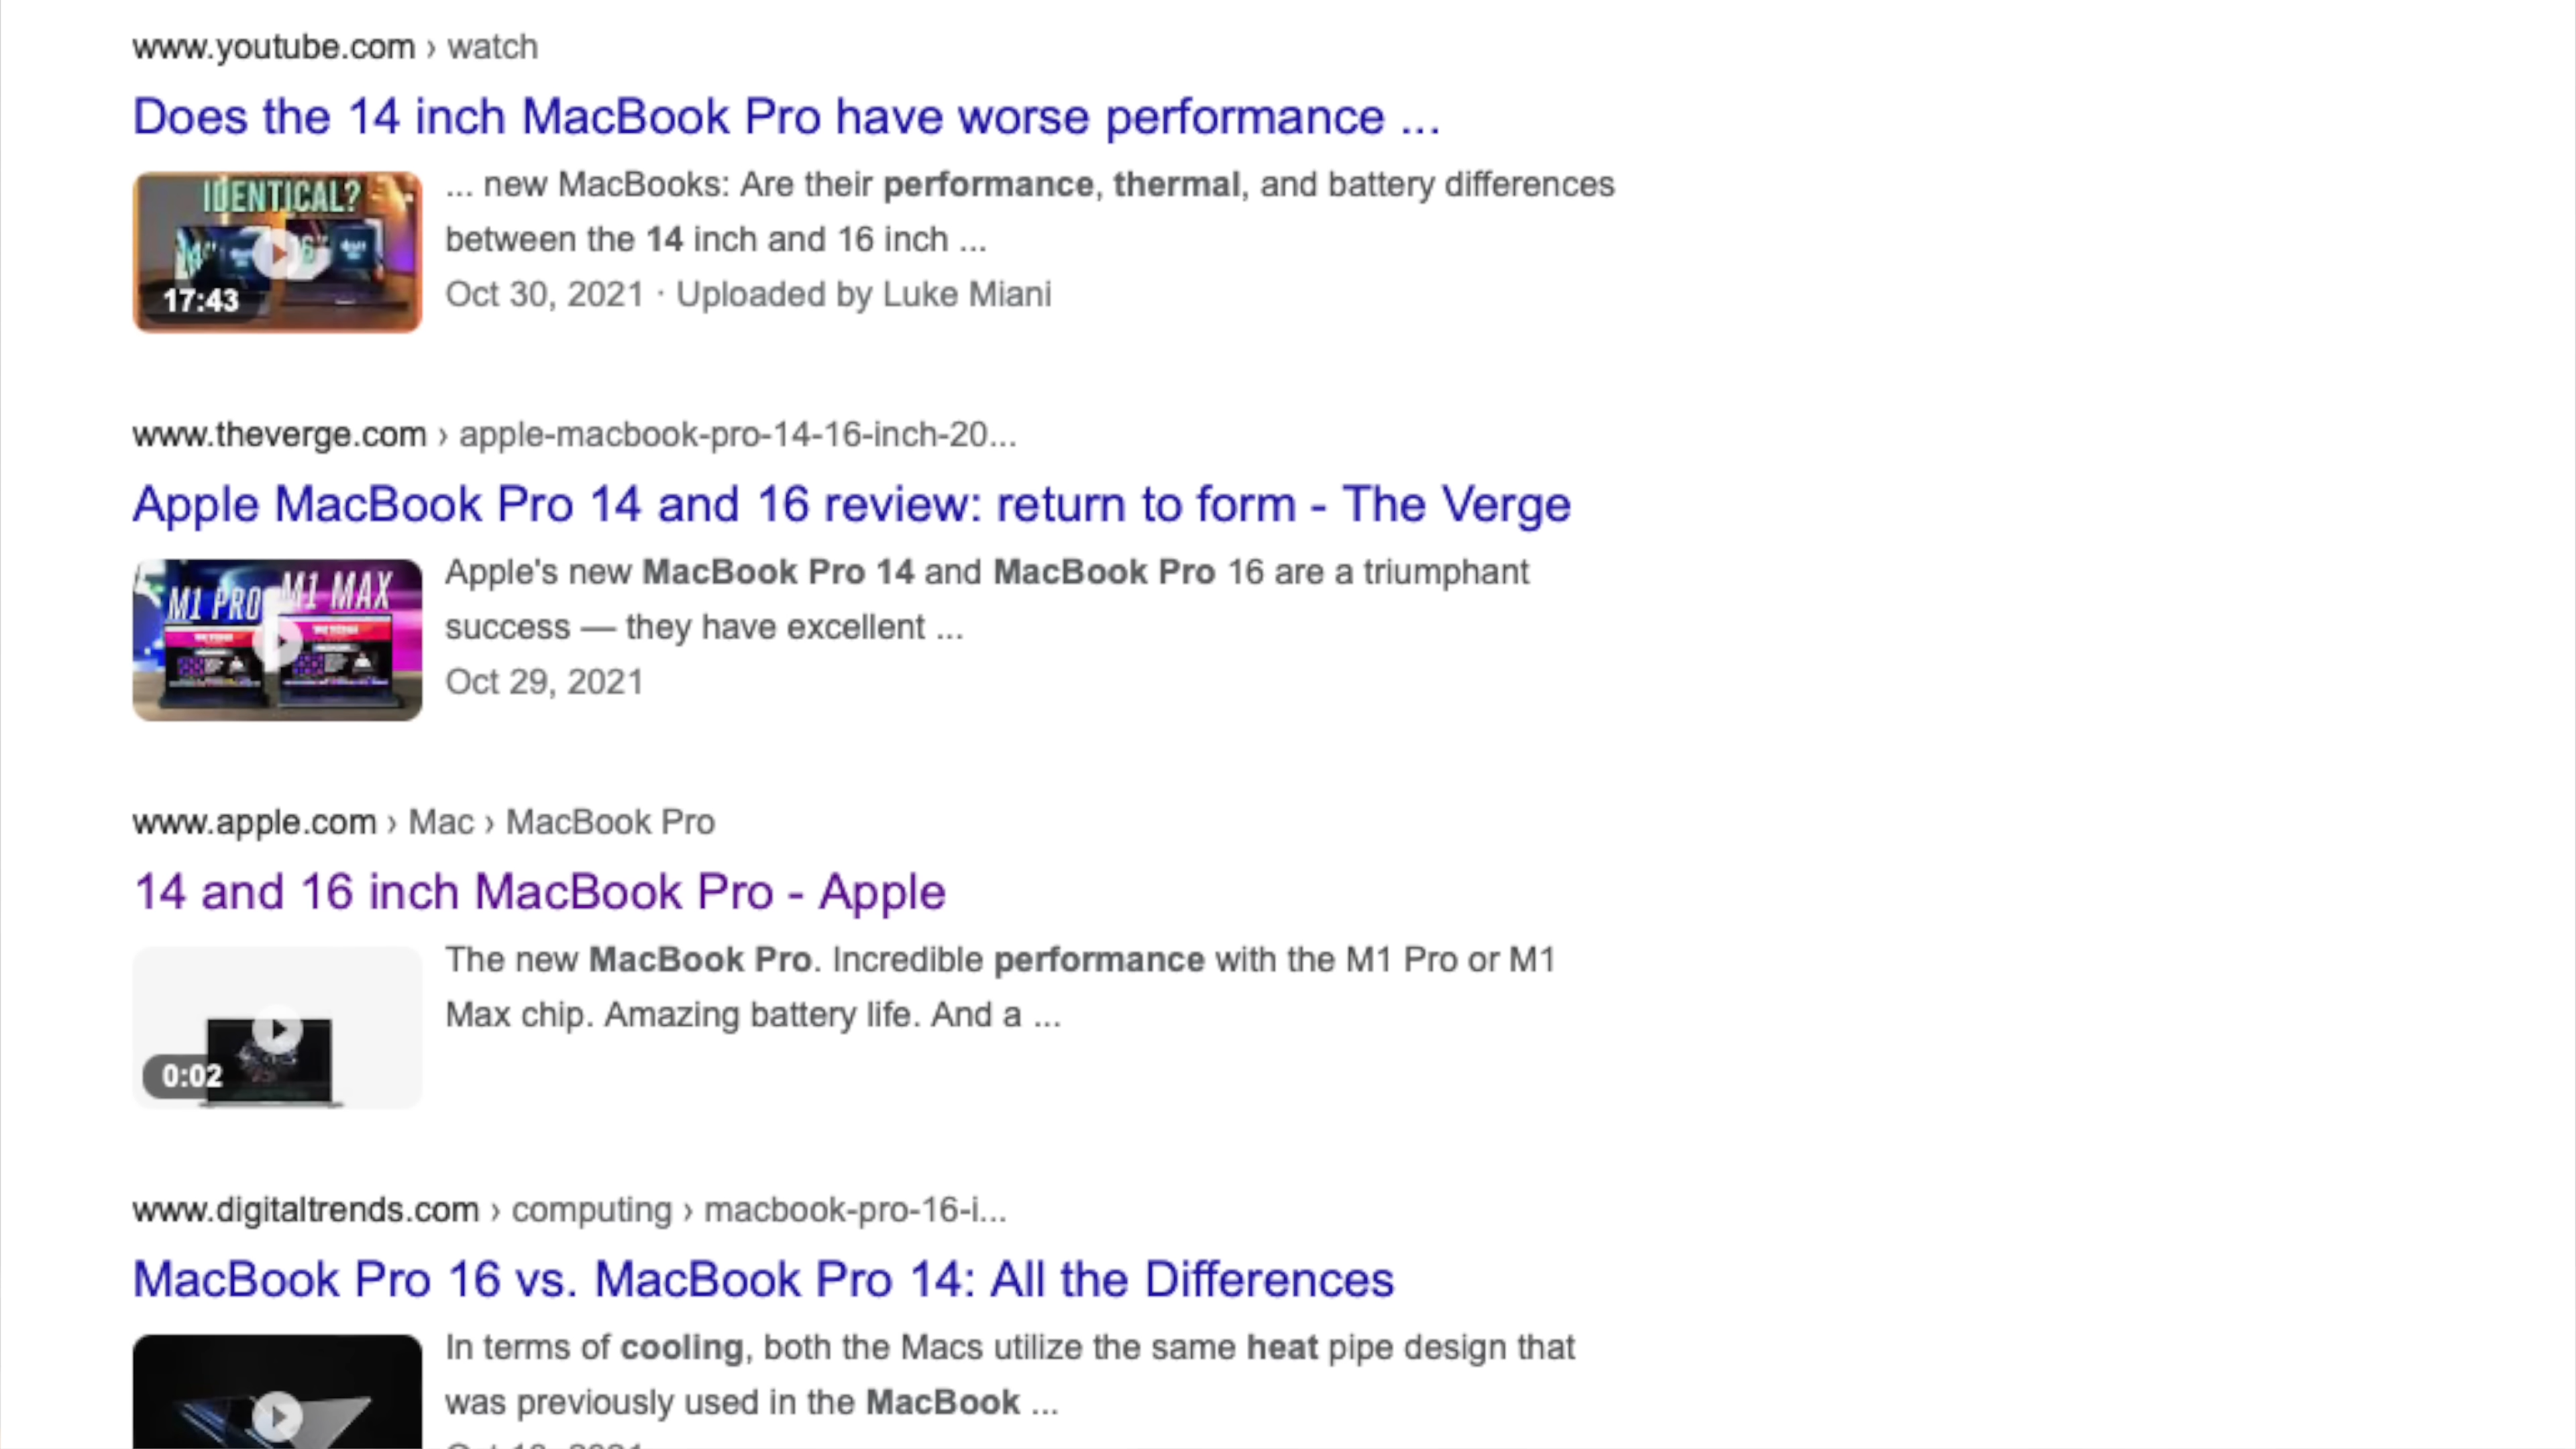 www.youtube.com › watch
Does the 14 inch MacBook Pro have worse performance ...
IDENTICAL?
14"
16"
17:43
... new MacBooks: Are their performance, thermal, and battery differences
between the 14 inch and 16 inch ...
Oct 30, 2021 · Uploaded by Luke Miani
www.theverge.com › apple-macbook-pro-14-16-inch-20...
Apple MacBook Pro 14 and 16 review: return to form - The Verge
M1 PRO
M1 MAX
Apple's new MacBook Pro 14 and MacBook Pro 16 are a triumphant
success — they have excellent ...
Oct 29, 2021
www.apple.com › Mac › MacBook Pro
14 and 16 inch MacBook Pro - Apple
0:02
The new MacBook Pro. Incredible performance with the M1 Pro or M1
Max chip. Amazing battery life. And a ...
www.digitaltrends.com › computing › macbook-pro-16-i...
MacBook Pro 16 vs. MacBook Pro 14: All the Differences
In terms of cooling, both the Macs utilize the same heat pipe design that
was previously used in the MacBook ...